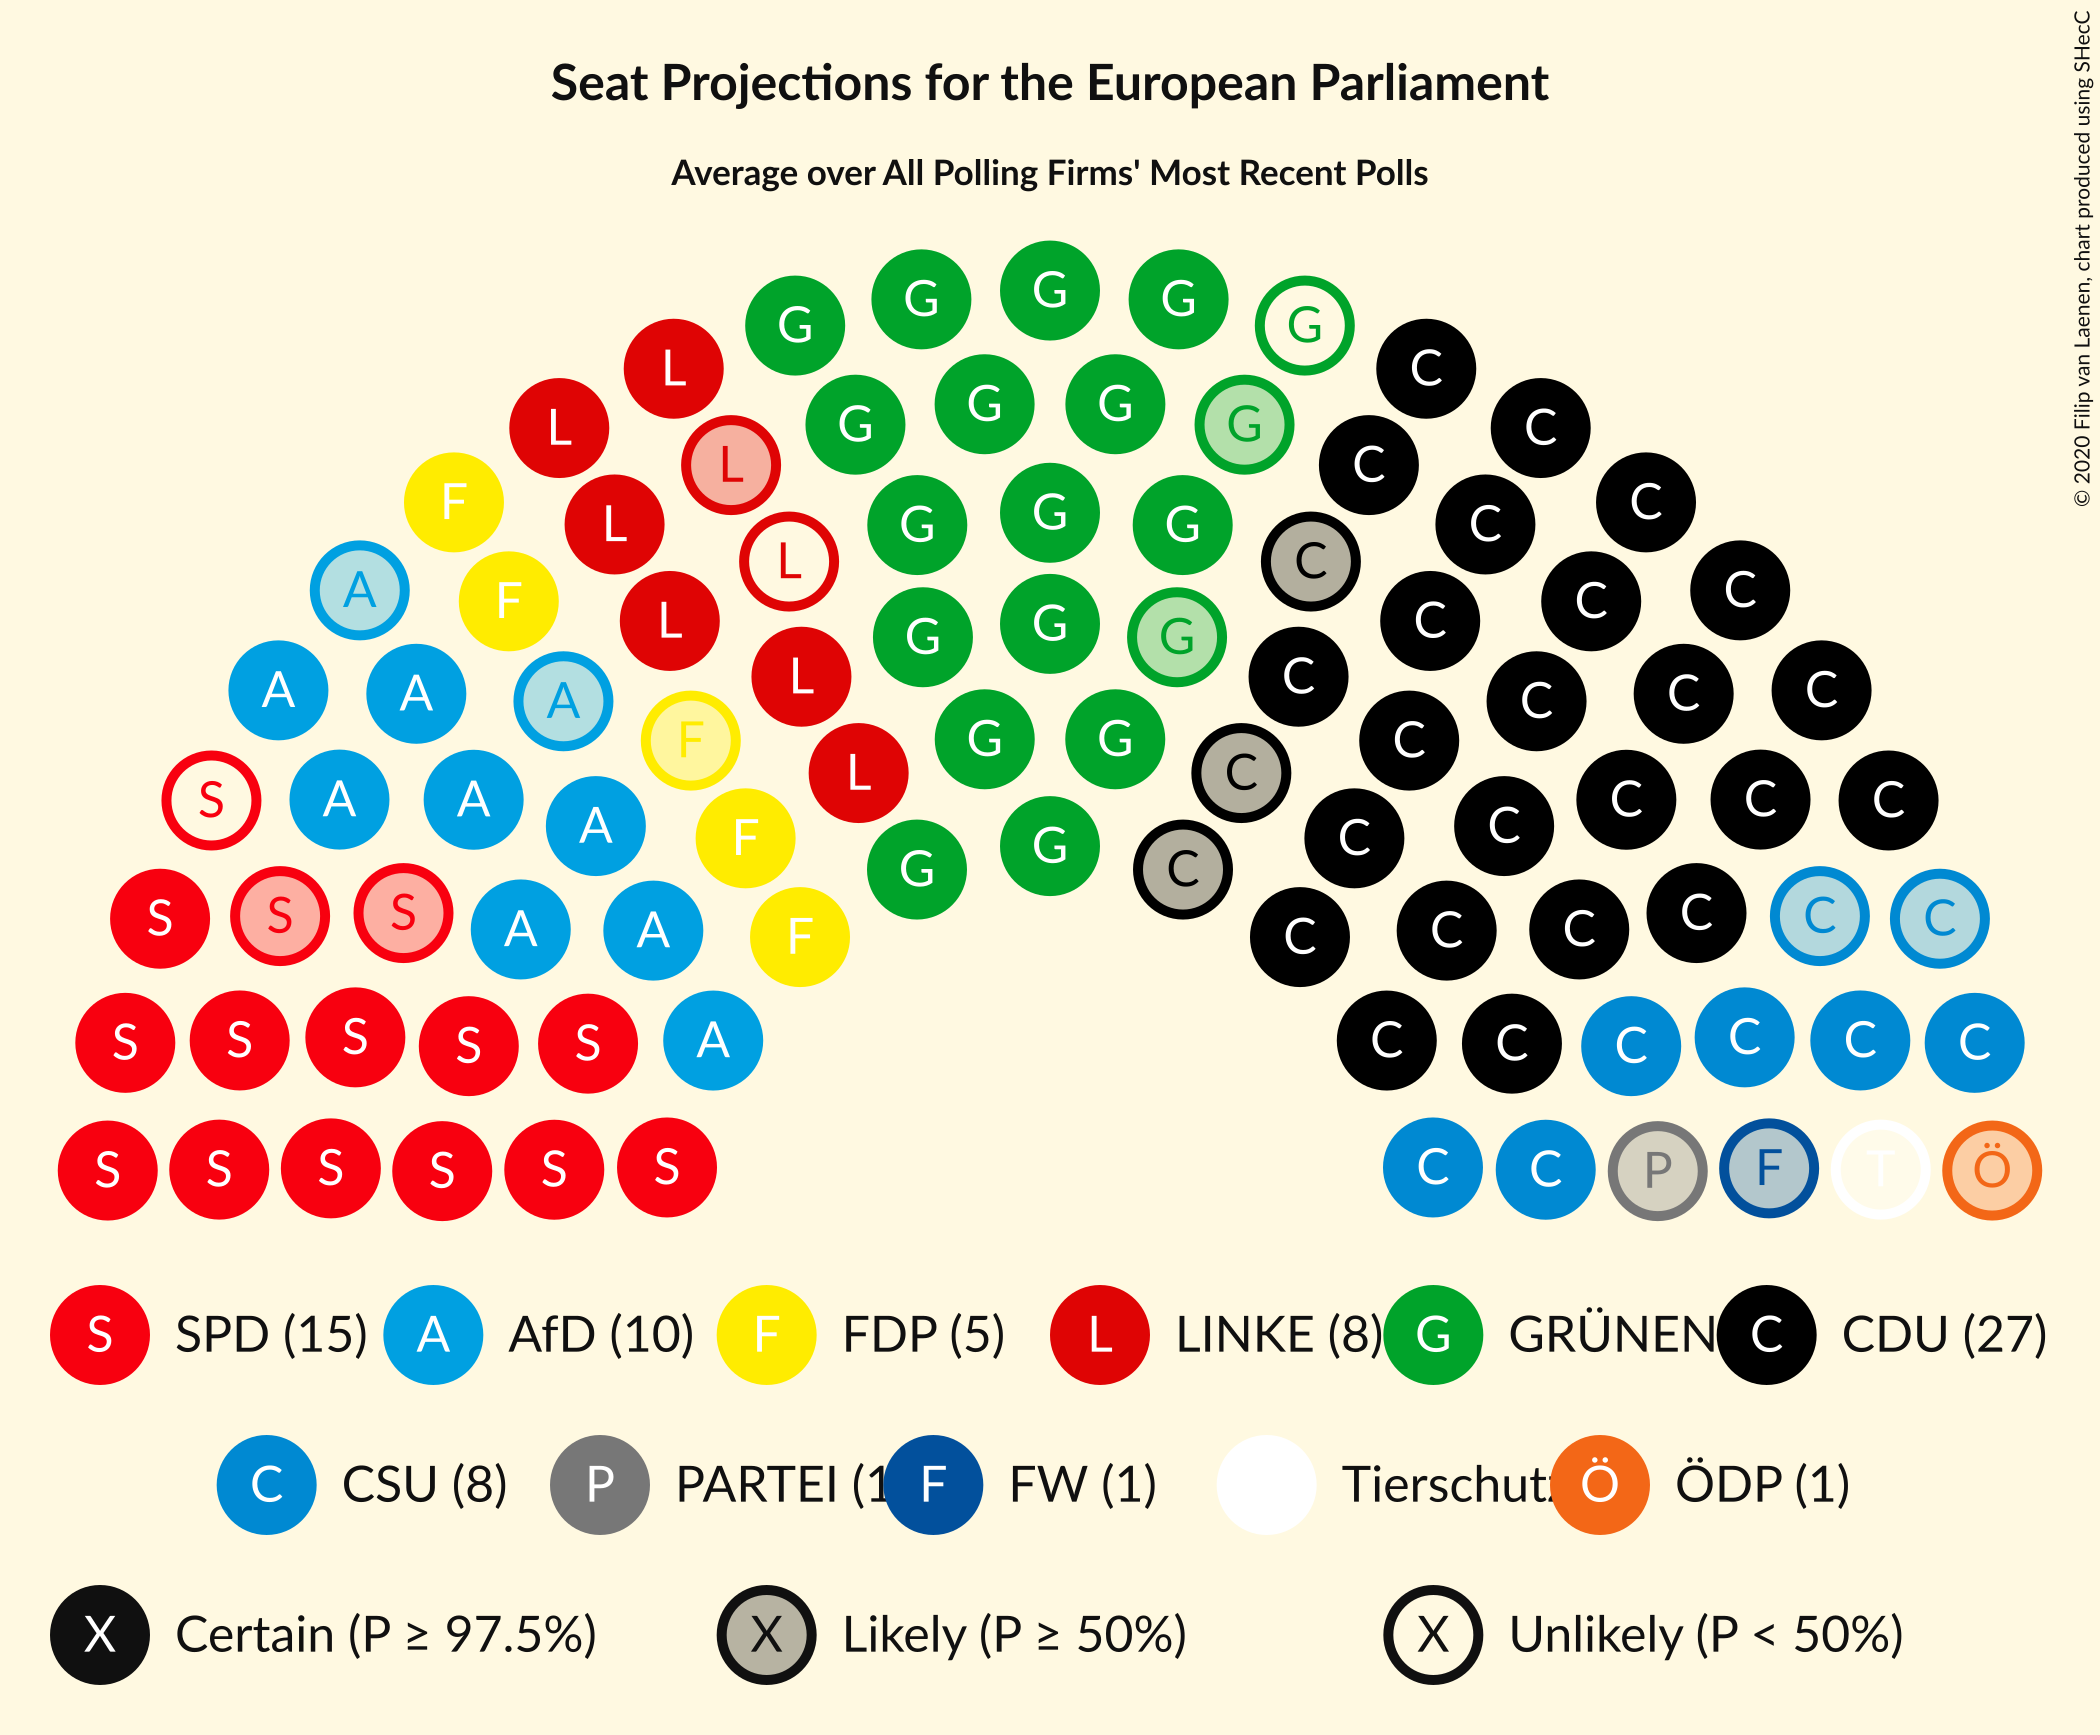 © 2020 Filip van Laenen, chart produced using SHecC
Seat Projections for the European Parliament
Average over All Polling Firms' Most Recent Polls
G G G G G
L C
L G G G G C
L C
F L G G G C C
A F L C C C
L G G G C
A A A L C C C C
F G G C
L C
S A A A F C C C C C
G G C
S S S A A F C C C C C C
S S S S S A C C C C C C
S S S S S S C C P F T Ö
S SPD (15) A AfD (10) F FDP (5) L LINKE (8) G GRÜNEN C CDU (27)
C CSU (8) P PARTEI (1 F FW (1) Tierschutz Ö ÖDP (1)
X Certain (P ≥ 97.5%) X Likely (P ≥ 50%) X Unlikely (P < 50%)